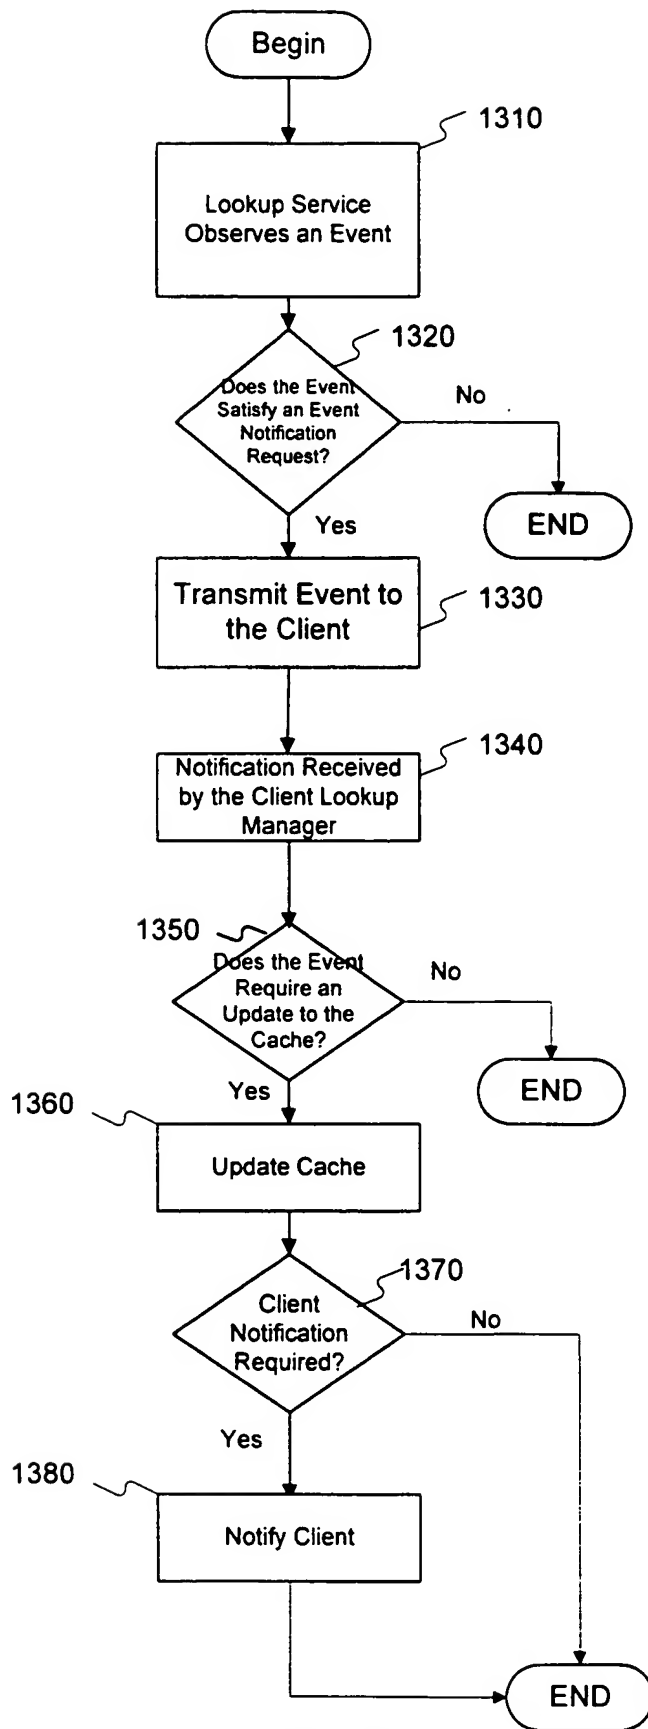 Begin
1310
Lookup Service
Observes an Event
1320
Does the Event
Satisfy an Event
Notification
Request?
No
END
Yes
Transmit Event to
the Client
1330
Notification Received
by the Client Lookup
Manager
1340
1350
Does the Event
Require an
Update to the
Cache?
No
END
Yes
1360
Update Cache
1370
Client
Notification
Required?
No
Yes
1380
Notify Client
END